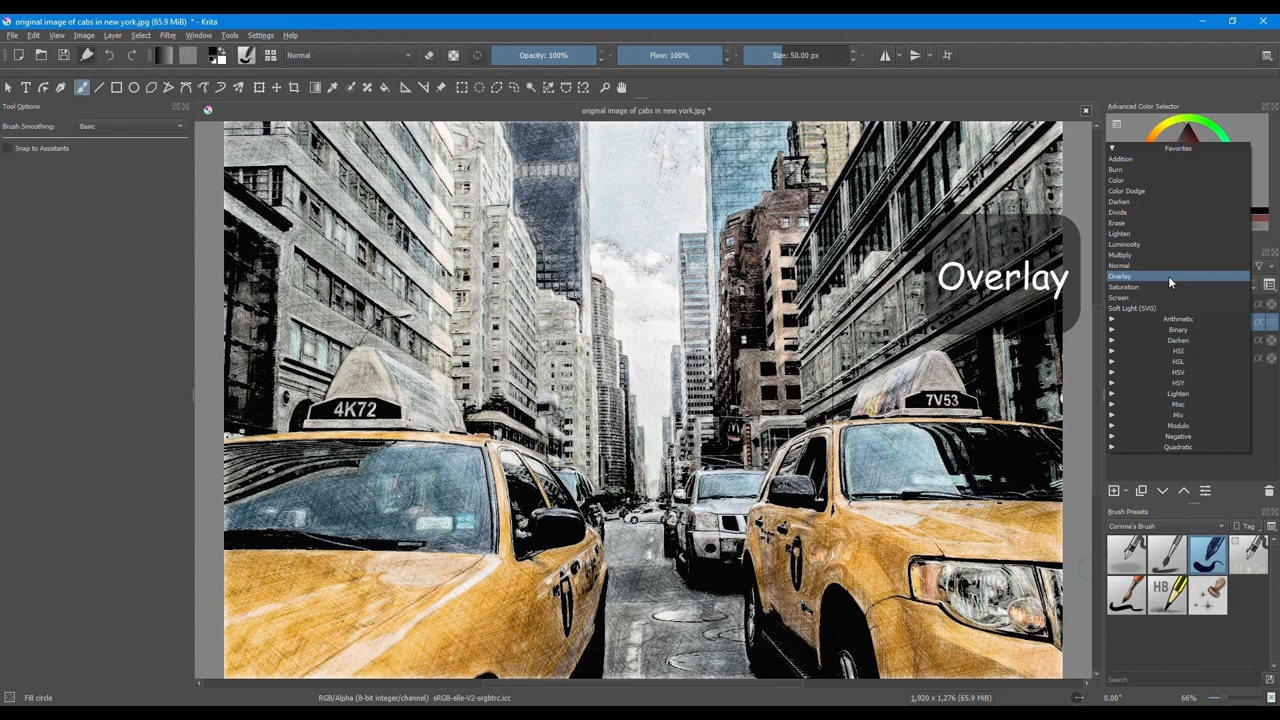 original image of cabs in new york.jpg (65.9 MiB) * - Krita
File Edit View Image Layer Select Filter Tools Settings Help
Normal Opacity: 100% Flow: 100% Size: 50.00 px
Tool Options
original image of cabs in new york.jpg *
Advanced Color Selector
Brush Smoothing: Basic
Snap to Assistants
Favorites
Addition
Burn
Color
Color Dodge
Darken
Divide
Erase
Lighten
Luminosity
Multiply
Normal
Overlay
Saturation
Screen
Soft Light (SVG)
Arithmetic
Binary
Darken
HSI
HSL
HSV
HSY
Lighten
Misc
Mix
Modulo
Negative
Quadratic
Overlay
4K72
7V53
Brush Presets
Corinne's Brush Tag
HB
Search
Fill circle
RGB/Alpha (8-bit integer/channel) sRGB-elle-V2-srgbtrc.icc
1,920 x 1,276 (65.9 MiB)
0.00°
66%